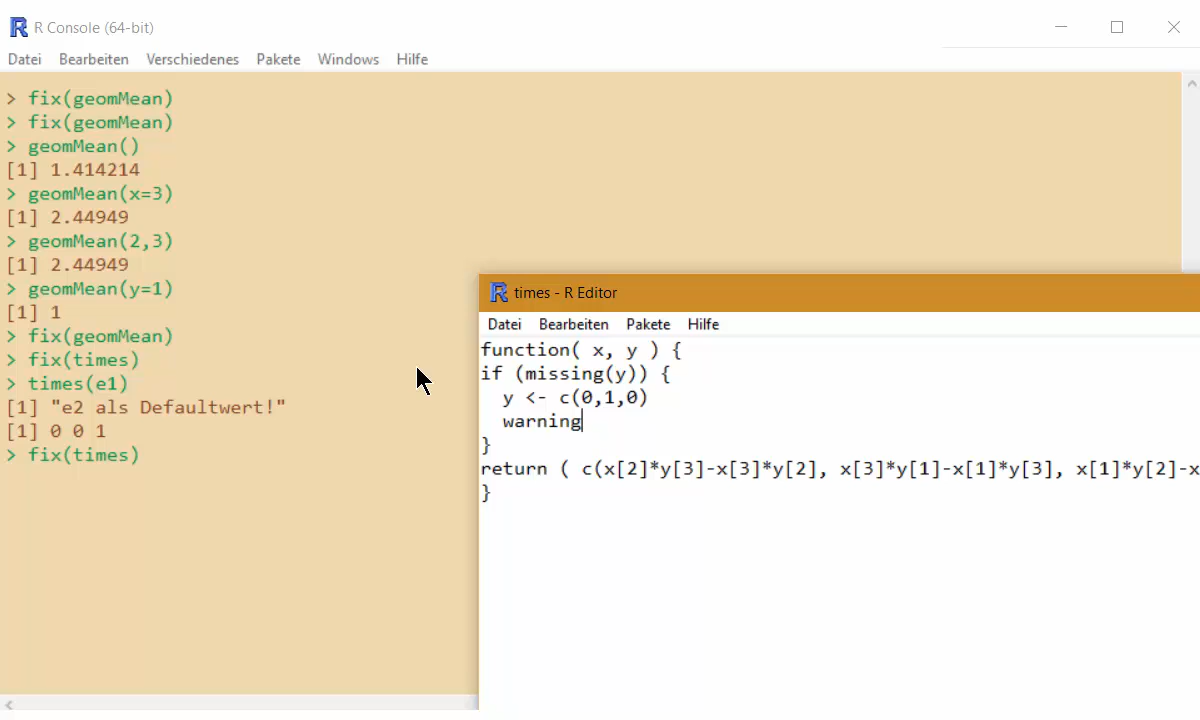 R Console (64-bit)
Datei Bearbeiten Verschiedenes Pakete Windows Hilfe
> fix(geomMean)
> fix(geomMean)
> geomMean()
[1] 1.414214
> geomMean(x=3)
[1] 2.44949
> geomMean(2,3)
[1] 2.44949
> geomMean(y=1)
[1] 1
> fix(geomMean)
> fix(times)
> times(e1)
[1] "e2 als Defaultwert!"
[1] 0 0 1
> fix(times)
times - R Editor
Datei Bearbeiten Pakete Hilfe
function( x, y ) {
if (missing(y)) {
  y <- c(0,1,0)
  warning
}
return ( c(x[2]*y[3]-x[3]*y[2], x[3]*y[1]-x[1]*y[3], x[1]*y[2]-x
}